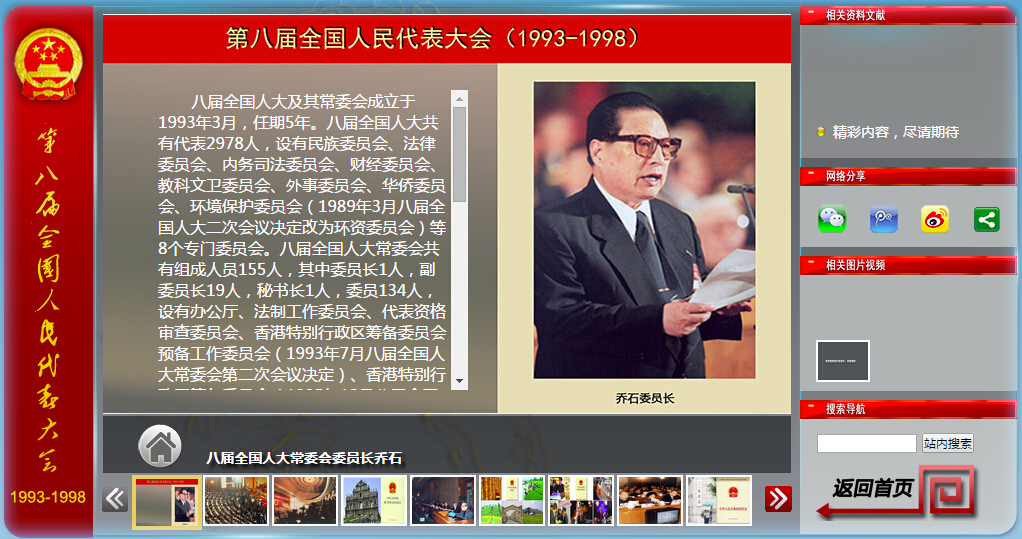 第八届全国人民代表大会
1993-1998
第八届全国人民代表大会（1993-1998）
八届全国人大及其常委会成立于
1993年3月，任期5年。八届全国人大共
有代表2978人，设有民族委员会、法律
委员会、内务司法委员会、财经委员会、
教科文卫委员会、外事委员会、华侨委员
会、环境保护委员会（1989年3月八届全
国人大二次会议决定改为环资委员会）等
8个专门委员会。八届全国人大常委会共
有组成人员155人，其中委员长1人，副
委员长19人，秘书长1人，委员134人，
设有办公厅、法制工作委员会、代表资格
审查委员会、香港特别行政区筹备委员会
预备工作委员会（1993年7月八届全国人
大常委会第二次会议决定）、香港特别行
乔石委员长
八届全国人大常委会委员长乔石
相关资料文献
精彩内容，尽请期待
网络分享
相关图片视频
搜索导航
站内搜索
返回首页